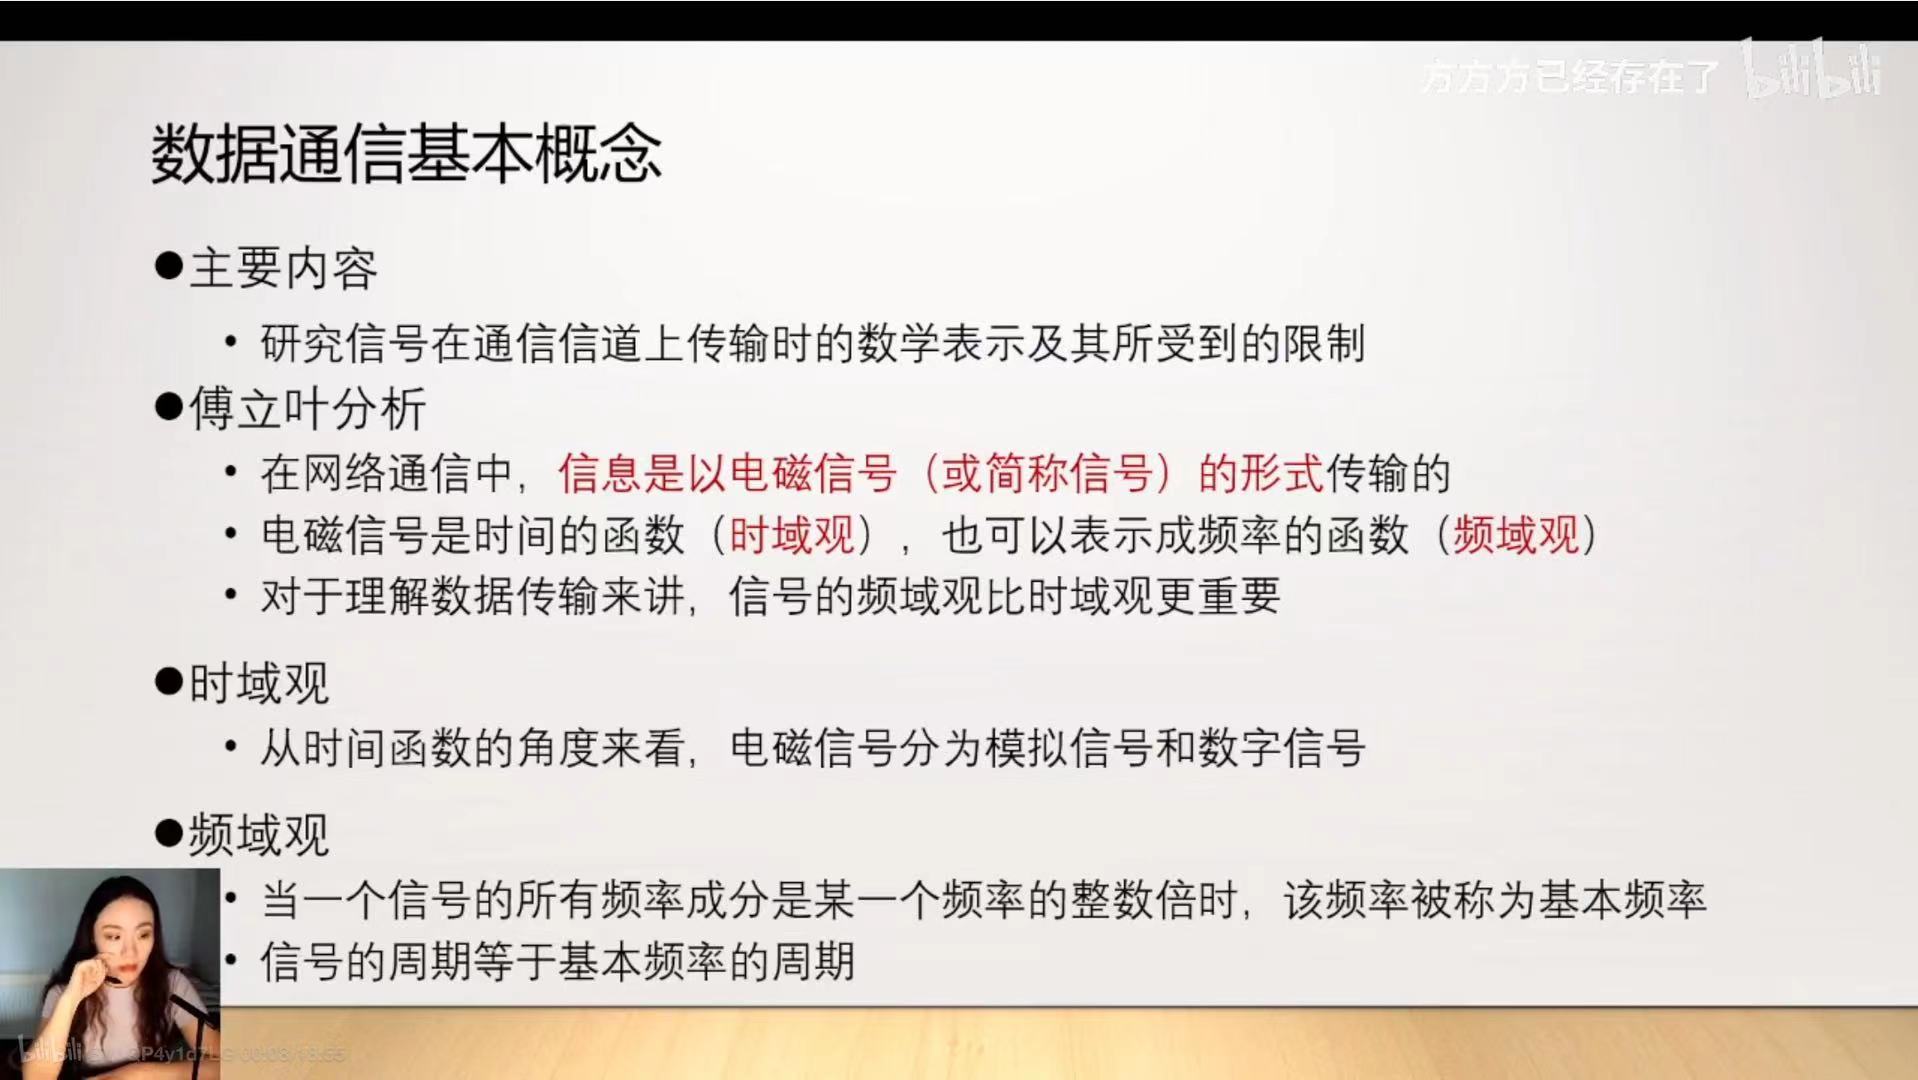 方方方已经存在了 bilibili
数据通信基本概念
●主要内容
• 研究信号在通信信道上传输时的数学表示及其所受到的限制
●傅立叶分析
• 在网络通信中，信息是以电磁信号（或简称信号）的形式传输的
• 电磁信号是时间的函数（时域观），也可以表示成频率的函数（频域观）
• 对于理解数据传输来讲，信号的频域观比时域观更重要
●时域观
• 从时间函数的角度来看，电磁信号分为模拟信号和数字信号
●频域观
• 当一个信号的所有频率成分是某一个频率的整数倍时，该频率被称为基本频率
• 信号的周期等于基本频率的周期
bilibili